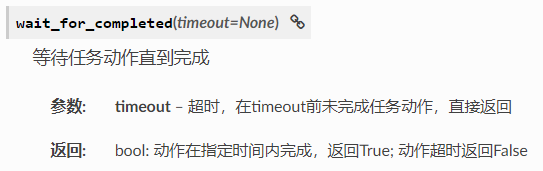 wait_for_completed(timeout=None)
等待任务动作直到完成
参数: timeout – 超时，在timeout前未完成任务动作，直接返回
返回: bool: 动作在指定时间内完成，返回True; 动作超时返回False